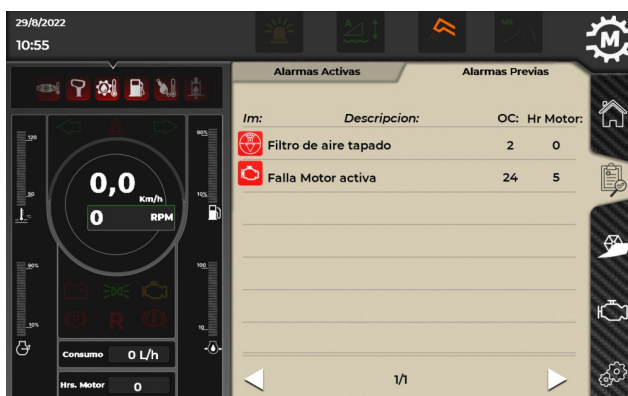 29/8/2022
10:55
M
Alarmas Activas
Alarmas Previas
Im: Descripcion: OC: Hr Motor:
Filtro de aire tapado 2 0
Falla Motor activa 24 5
1/1
120
50
90%
10%
0,0
Km/h
0 RPM
90%
10%
100
10
P R
Consumo 0 L/h
Hrs. Motor 0